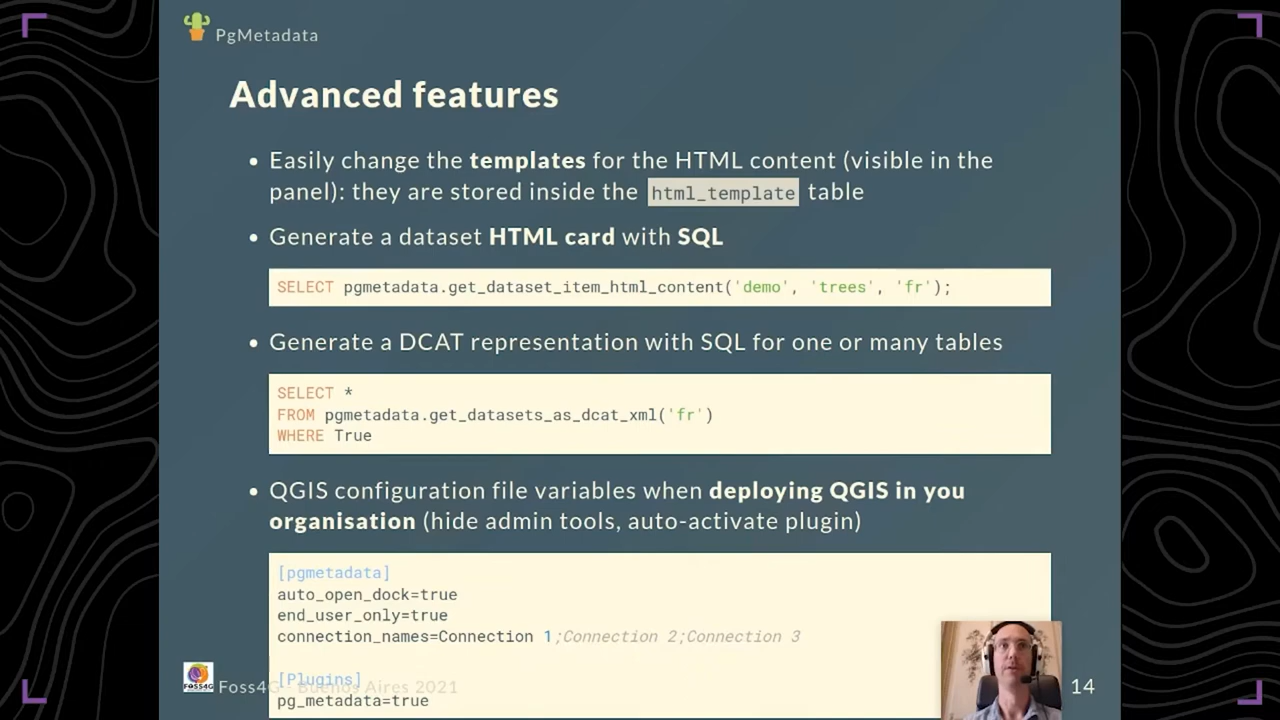 PgMetadata
Advanced features
• Easily change the templates for the HTML content (visible in the
panel): they are stored inside the html_template table
• Generate a dataset HTML card with SQL
SELECT pgmetadata.get_dataset_item_html_content('demo', 'trees', 'fr');
• Generate a DCAT representation with SQL for one or many tables
SELECT *
FROM pgmetadata.get_datasets_as_dcat_xml('fr')
WHERE True
• QGIS configuration file variables when deploying QGIS in you
organisation (hide admin tools, auto-activate plugin)
[pgmetadata]
auto_open_dock=true
end_user_only=true
connection_names=Connection 1;Connection 2;Connection 3
[Plugins]
pg_metadata=true
FOSS4G
Foss4G - Buenos Aires 2021
14